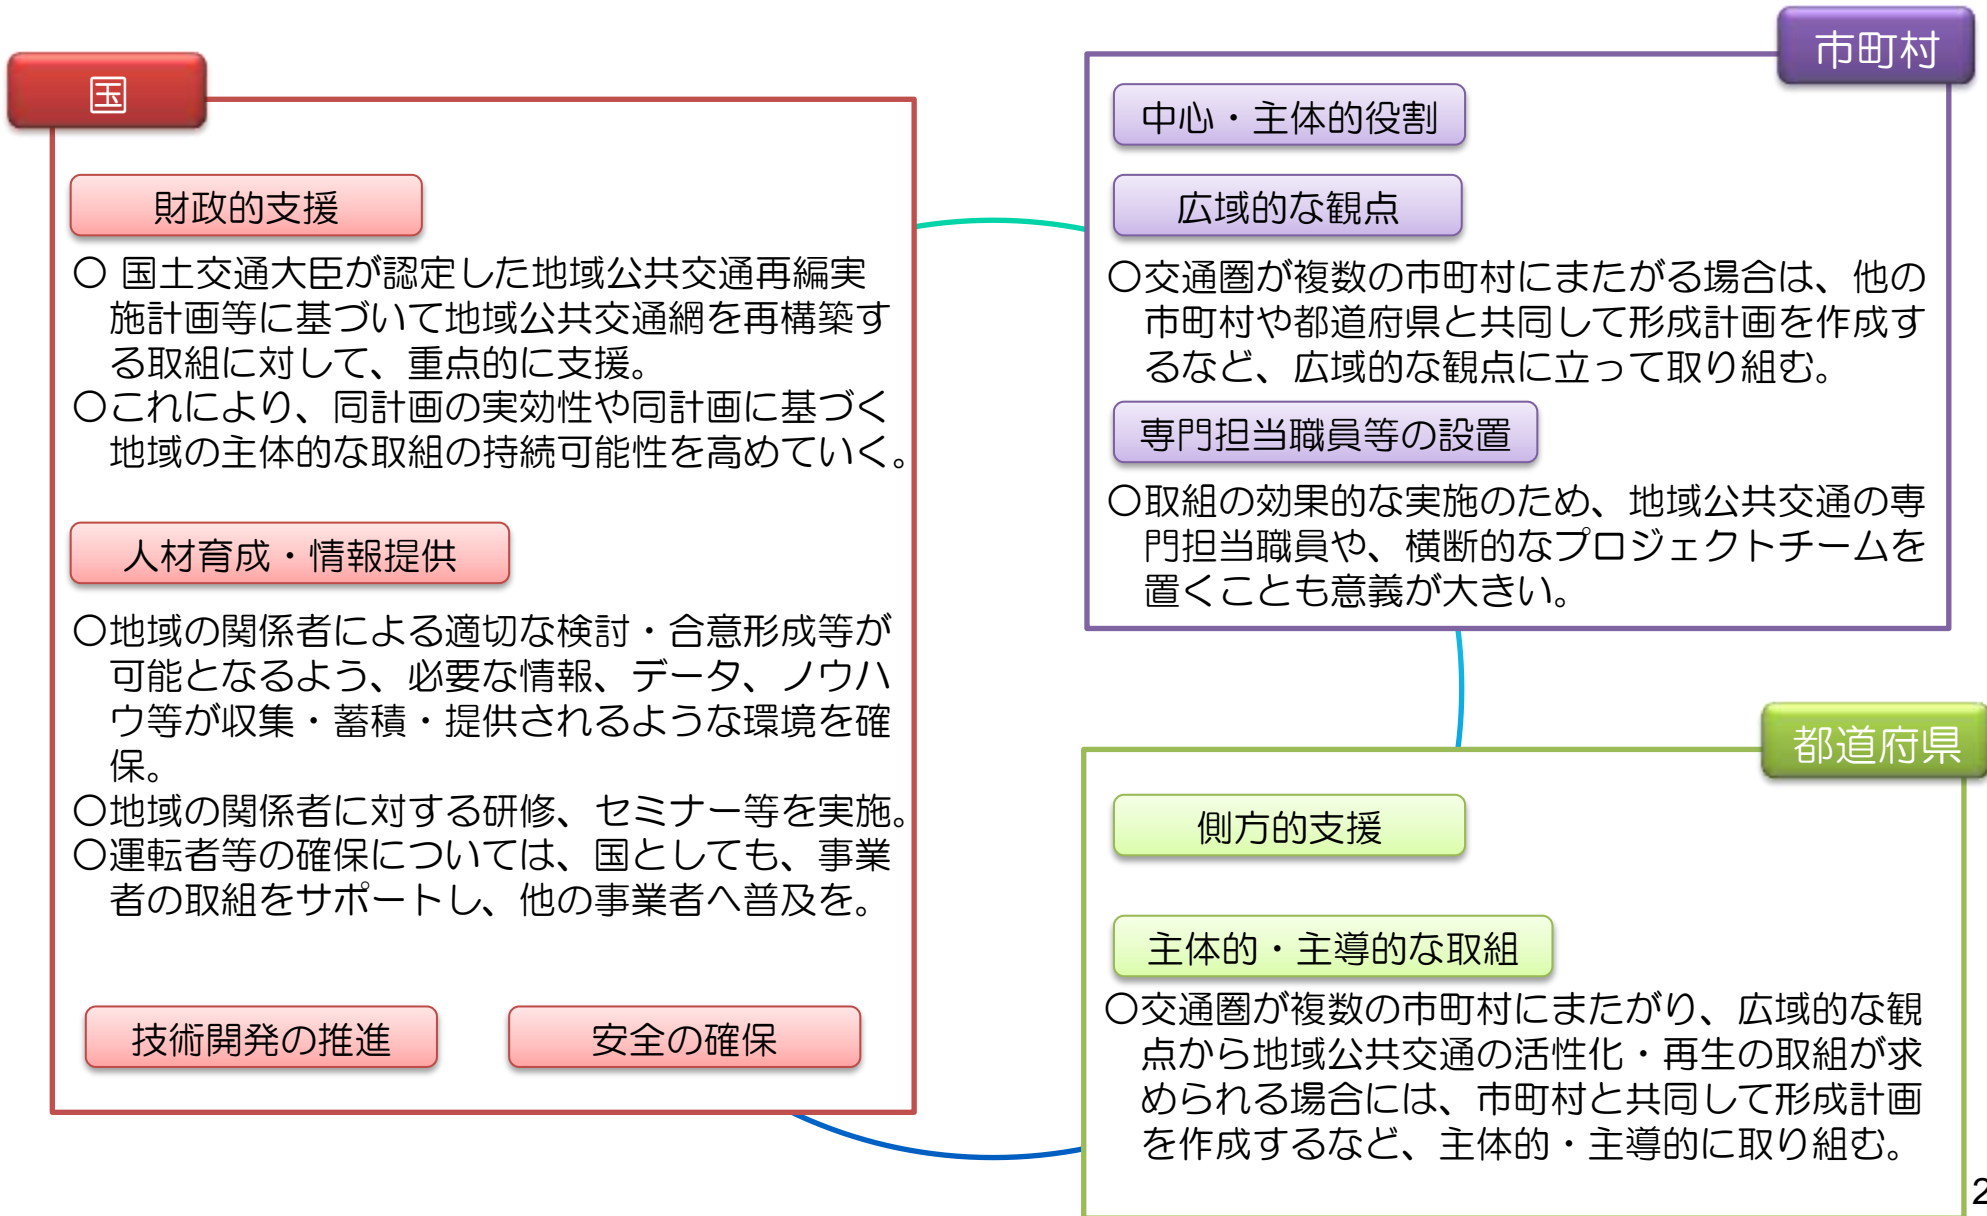 国
財政的支援
〇 国土交通大臣が認定した地域公共交通再編実
施計画等に基づいて地域公共交通網を再構築す
る取組に対して、重点的に支援。
〇これにより、同計画の実効性や同計画に基づく
地域の主体的な取組の持続可能性を高めていく。
人材育成・情報提供
〇地域の関係者による適切な検討・合意形成等が
可能となるよう、必要な情報、データ、ノウハ
ウ等が収集・蓄積・提供されるような環境を確
保。
〇地域の関係者に対する研修、セミナー等を実施。
〇運転者等の確保については、国としても、事業
者の取組をサポートし、他の事業者へ普及を。
技術開発の推進
安全の確保
市町村
中心・主体的役割
広域的な観点
〇交通圏が複数の市町村にまたがる場合は、他の
市町村や都道府県と共同して形成計画を作成す
るなど、広域的な観点に立って取り組む。
専門担当職員等の設置
〇取組の効果的な実施のため、地域公共交通の専
門担当職員や、横断的なプロジェクトチームを
置くことも意義が大きい。
都道府県
側方的支援
主体的・主導的な取組
〇交通圏が複数の市町村にまたがり、広域的な観
点から地域公共交通の活性化・再生の取組が求
められる場合には、市町村と共同して形成計画
を作成するなど、主体的・主導的に取り組む。
2